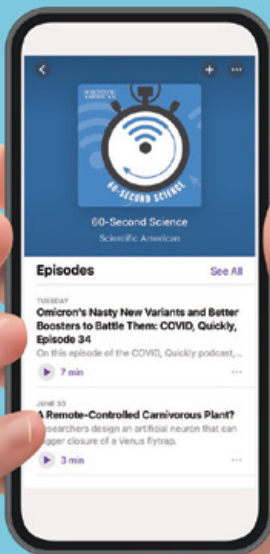 SCIENTIFIC
AMERICAN
60-SECOND SCIENCE
60-Second Science
Scientific American
Episodes See All
TUESDAY
Omicron's Nasty New Variants and Better
Boosters to Battle Them: COVID, Quickly,
Episode 34
On this episode of the COVID, Quickly podcast,...
7 min
JUNE 30
A Remote-Controlled Carnivorous Plant?
Researchers design an artificial neuron that can
trigger closure of a Venus flytrap.
3 min